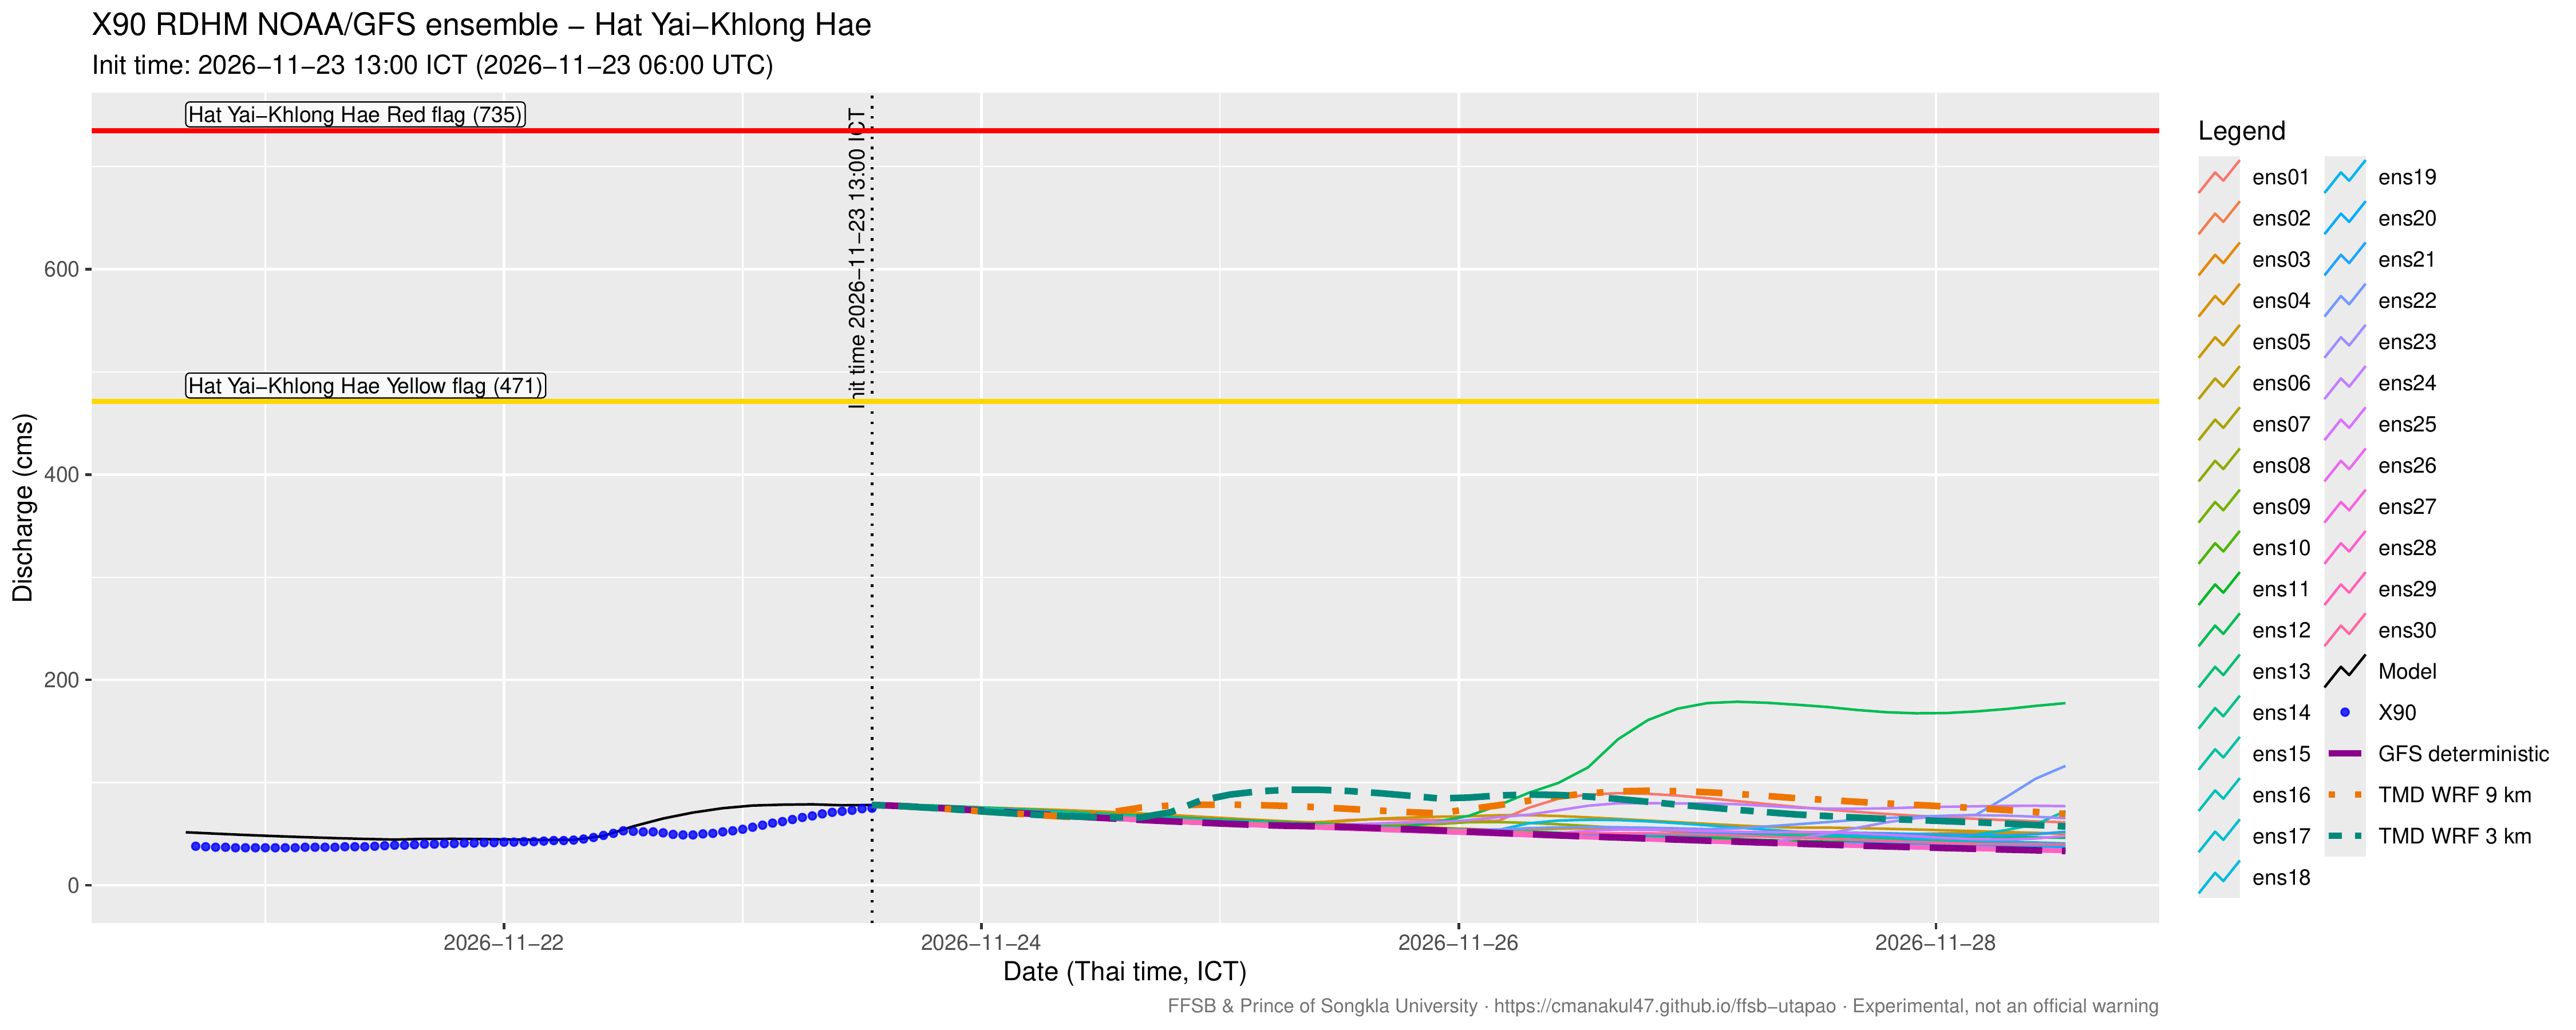 X90 RDHM NOAA/GFS ensemble − Hat Yai−Khlong Hae
Init time: 2026−11−23 13:00 ICT (2026−11−23 06:00 UTC)
Hat Yai−Khlong Hae Red flag (735)
Init time 2026−11−23 13:00 ICT
Hat Yai−Khlong Hae Yellow flag (471)
Discharge (cms)
600
400
200
0
2026−11−22
2026−11−24
2026−11−26
2026−11−28
Date (Thai time, ICT)
Legend
ens01
ens02
ens03
ens04
ens05
ens06
ens07
ens08
ens09
ens10
ens11
ens12
ens13
ens14
ens15
ens16
ens17
ens18
ens19
ens20
ens21
ens22
ens23
ens24
ens25
ens26
ens27
ens28
ens29
ens30
Model
X90
GFS deterministic
TMD WRF 9 km
TMD WRF 3 km
FFSB & Prince of Songkla University · https://cmanakul47.github.io/ffsb−utapao · Experimental, not an official warning